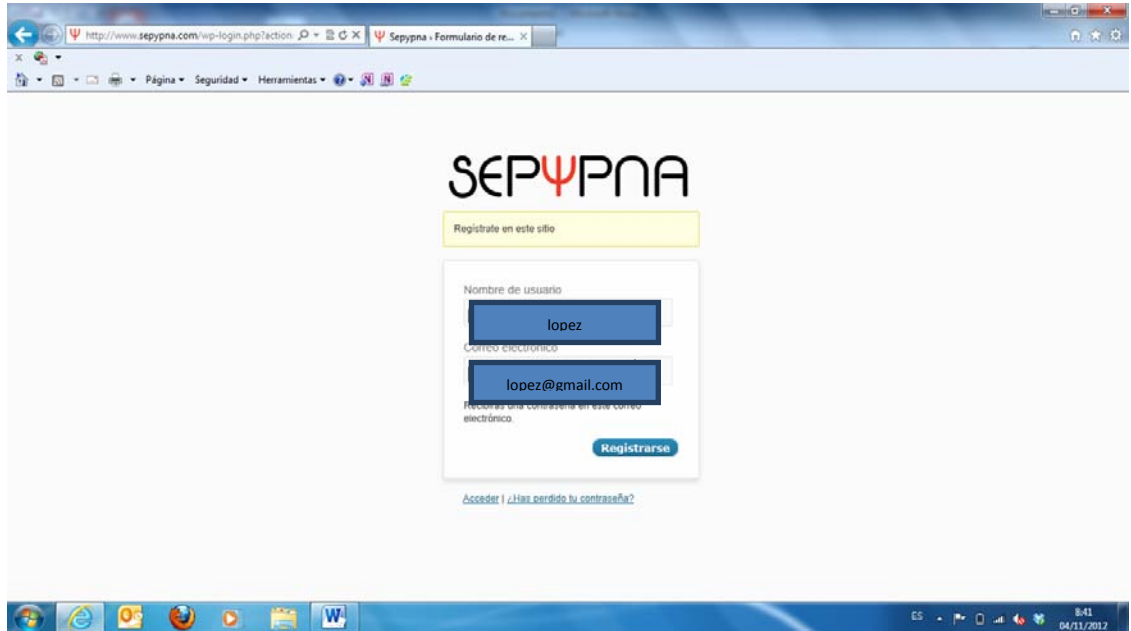 http://www.sepypna.com/wp-login.php?action
Sepypna › Formulario de re...
Página Seguridad Herramientas
SEPΨPNA
Regístrate en este sitio
Nombre de usuario
lopez
Correo electrónico
lopez@gmail.com
Recibirás una contraseña en este correo
electrónico.
Registrarse
Acceder | ¿Has perdido tu contraseña?
ES
8:41
04/11/2012